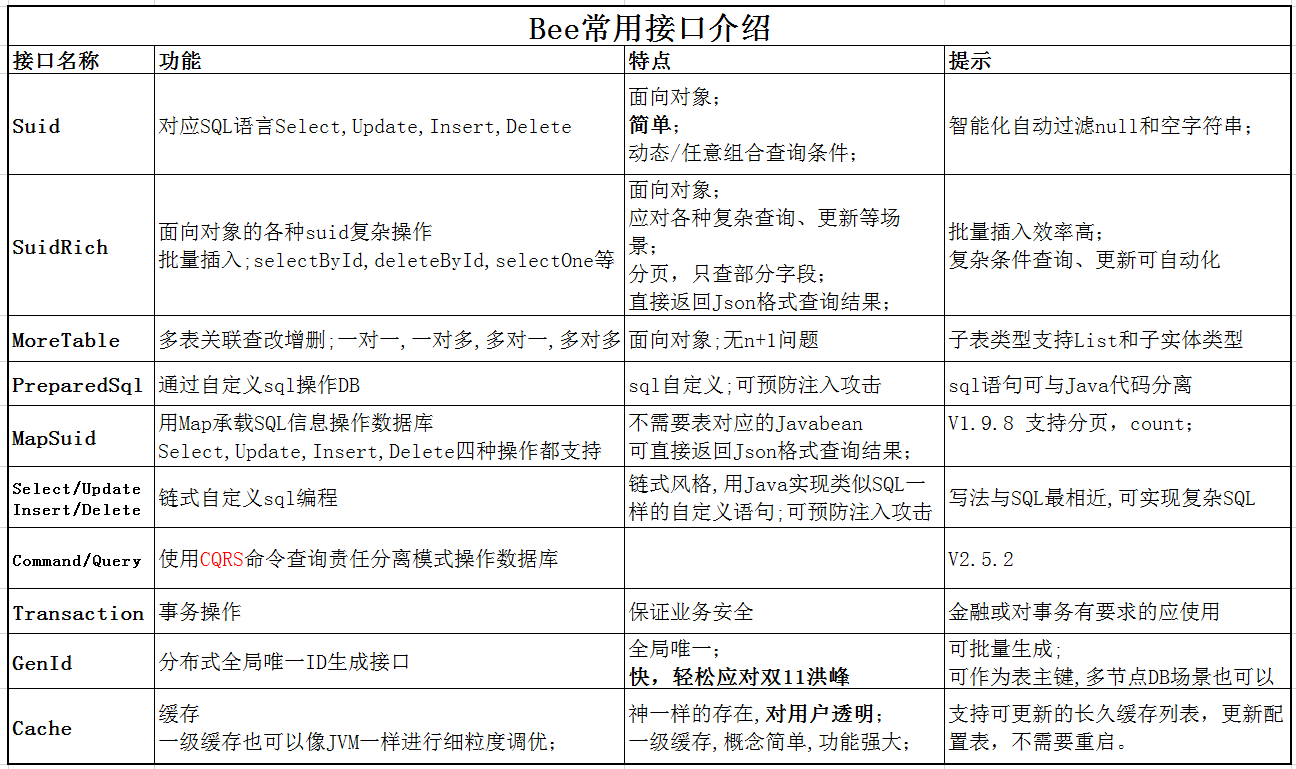 Bee常用接口介绍
接口名称 功能 特点 提示
Suid
对应SQL语言Select,Update,Insert,Delete
面向对象;
简单;
动态/任意组合查询条件;
智能化自动过滤null和空字符串;
SuidRich
面向对象的各种suid复杂操作
批量插入;selectById,deleteById,selectOne等
面向对象;
应对各种复杂查询、更新等场
景;
分页，只查部分字段;
直接返回Json格式查询结果;
批量插入效率高;
复杂条件查询、更新可自动化
MoreTable
多表关联查改增删;一对一,一对多,多对一,多对多
面向对象;无n+1问题
子表类型支持List和子实体类型
PreparedSql
通过自定义sql操作DB
sql自定义;可预防注入攻击
sql语句可与Java代码分离
MapSuid
用Map承载SQL信息操作数据库
Select,Update,Insert,Delete四种操作都支持
不需要表对应的Javabean
可直接返回Json格式查询结果;
V1.9.8 支持分页，count;
Select/Update
Insert/Delete
链式自定义sql编程
链式风格,用Java实现类似SQL一
样的自定义语句;可预防注入攻击
写法与SQL最相近,可实现复杂SQL
Command/Query
使用CQRS命令查询责任分离模式操作数据库
V2.5.2
Transaction
事务操作
保证业务安全
金融或对事务有要求的应使用
GenId
分布式全局唯一ID生成接口
全局唯一;
快，轻松应对双11洪峰
可批量生成;
可作为表主键,多节点DB场景也可以
Cache
缓存
一级缓存也可以像JVM一样进行细粒度调优;
神一样的存在,对用户透明;
一级缓存,概念简单,功能强大;
支持可更新的长久缓存列表，更新配
置表，不需要重启。